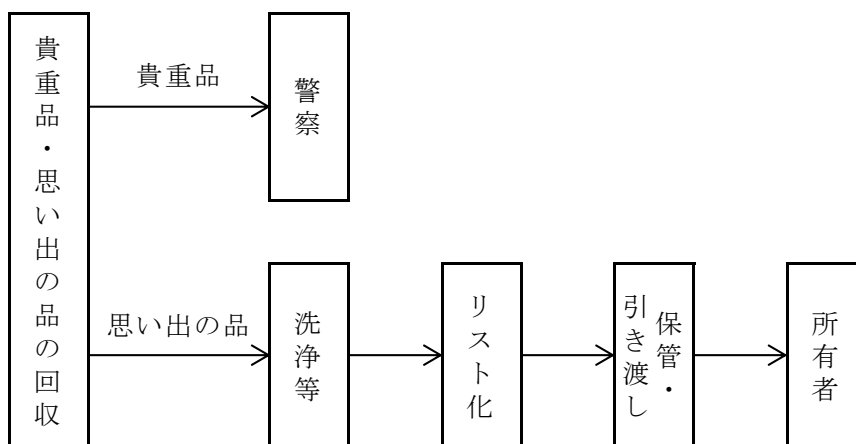 貴重品・思い出の品の回収
貴重品
警察
思い出の品
洗浄等
リスト化
保管・
引き渡し
所有者